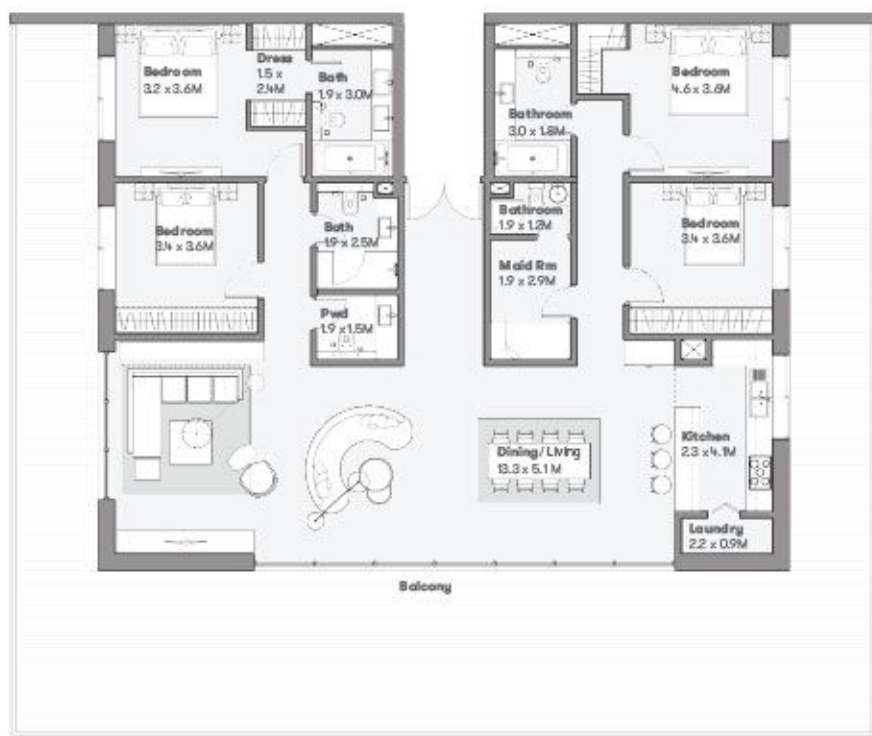 Bedroom
3.2 x 3.6M
Dress
1.5 x
2.4M
Bath
1.9 x 3.0M
Bathroom
3.0 x 1.8M
Bedroom
4.6 x 3.6M
Bedroom
3.4 x 3.6M
Bath
1.9 x 2.5M
Bathroom
1.9 x 1.2M
Bedroom
3.4 x 3.6M
Maid Rm
1.9 x 2.9M
Pwd
1.9 x 1.5M
Dining/Living
13.3 x 5.1 M
Kitchen
2.3 x 4.1M
Laundry
2.2 x 0.9M
Balcony